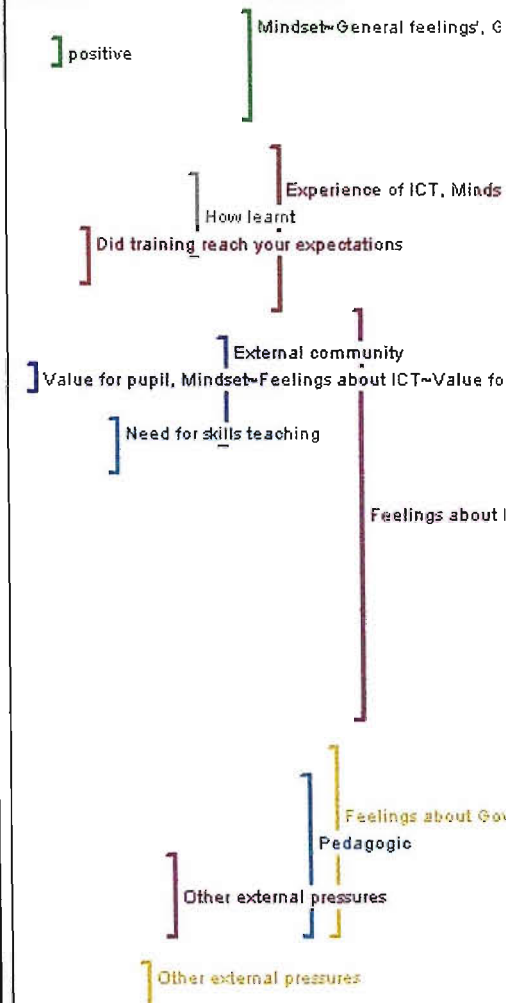 Mindset~General feelings', G
positive
Experience of ICT, Minds
How learnt
Did training reach your expectations
External community
Value for pupil, Mindset~Feelings about ICT~Value fo
Need for skills teaching
Feelings about I
Feelings about Gov
Pedagogic
Other external pressures
Other external pressures